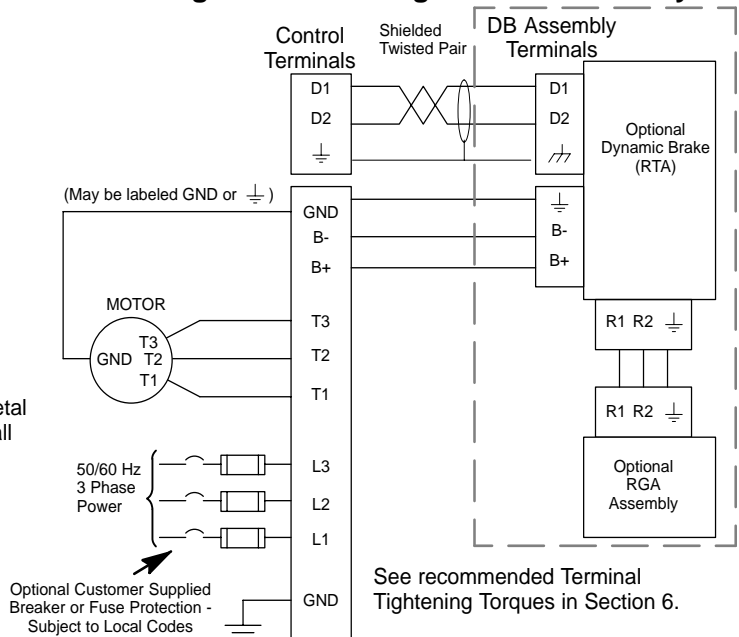 Control
Terminals
Shielded
Twisted Pair
DB Assembly
Terminals
D1
D2
D1
D2
Optional
Dynamic Brake
(RTA)
(May be labeled GND or ⏚)
GND
B-
B+
B-
B+
MOTOR
T3
GND T2
T1
T3
T2
T1
R1 R2
R1 R2
Optional
RGA
Assembly
etal
all
50/60 Hz
3 Phase
Power
L3
L2
L1
GND
Optional Customer Supplied
Breaker or Fuse Protection -
Subject to Local Codes
See recommended Terminal
Tightening Torques in Section 6.